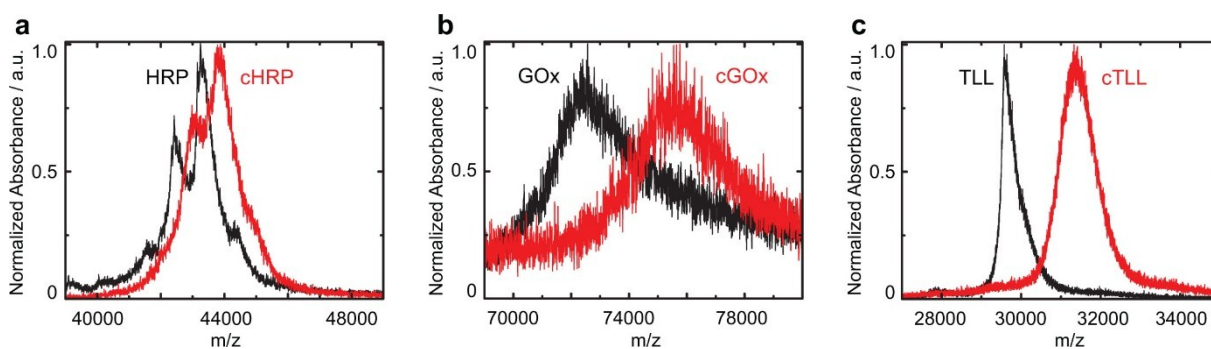 a
Normalized Absorbance / a.u.
1.0
0.5
0
HRP
cHRP
40000 44000 48000
m/z
b
Normalized Absorbance / a.u.
1.0
0.5
0
GOx
cGOx
70000 74000 78000
m/z
c
Normalized Absorbance / a.u.
1.0
0.5
0
TLL
cTLL
28000 30000 32000 34000
m/z